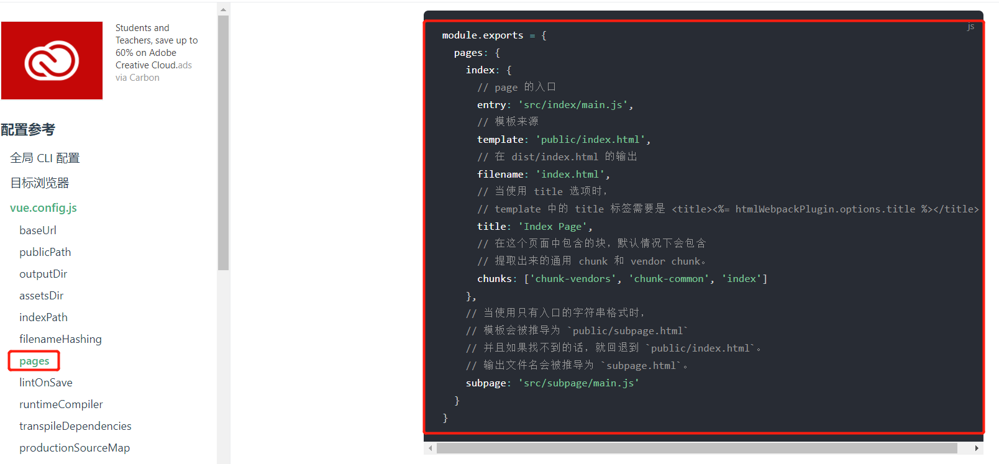 Students and
Teachers, save up to
60% on Adobe
Creative Cloud.ads
via Carbon
配置参考
全局 CLI 配置
目标浏览器
vue.config.js
baseUrl
publicPath
outputDir
assetsDir
indexPath
filenameHashing
pages
lintOnSave
runtimeCompiler
transpileDependencies
productionSourceMap
js
module.exports = {
  pages: {
    index: {
      // page 的入口
      entry: 'src/index/main.js',
      // 模板来源
      template: 'public/index.html',
      // 在 dist/index.html 的输出
      filename: 'index.html',
      // 当使用 title 选项时，
      // template 中的 title 标签需要是 <title><%= htmlWebpackPlugin.options.title %></title>
      title: 'Index Page',
      // 在这个页面中包含的块，默认情况下会包含
      // 提取出来的通用 chunk 和 vendor chunk。
      chunks: ['chunk-vendors', 'chunk-common', 'index']
    },
    // 当使用只有入口的字符串格式时，
    // 模板会被推导为 `public/subpage.html`
    // 并且如果找不到的话，就回退到 `public/index.html`。
    // 输出文件名会被推导为 `subpage.html`。
    subpage: 'src/subpage/main.js'
  }
}